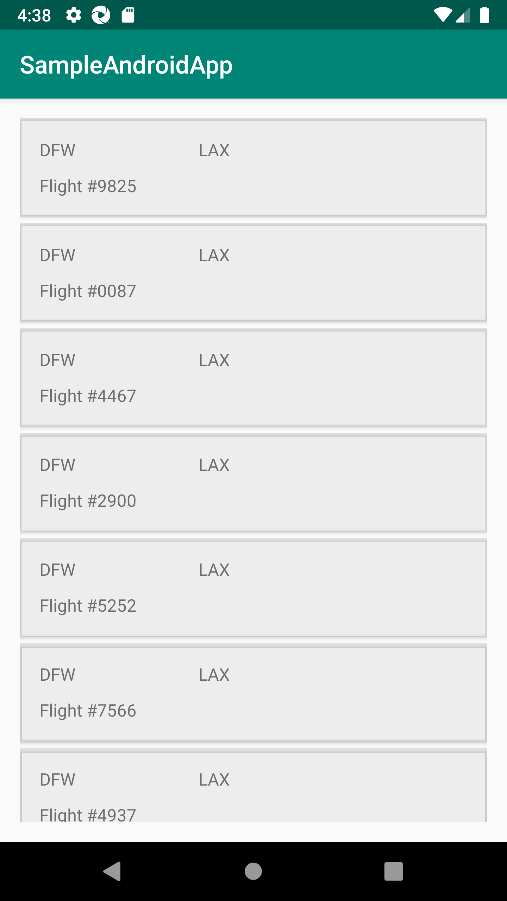 4:38
SampleAndroidApp
DFW LAX
Flight #9825
DFW LAX
Flight #0087
DFW LAX
Flight #4467
DFW LAX
Flight #2900
DFW LAX
Flight #5252
DFW LAX
Flight #7566
DFW LAX
Flight #4937